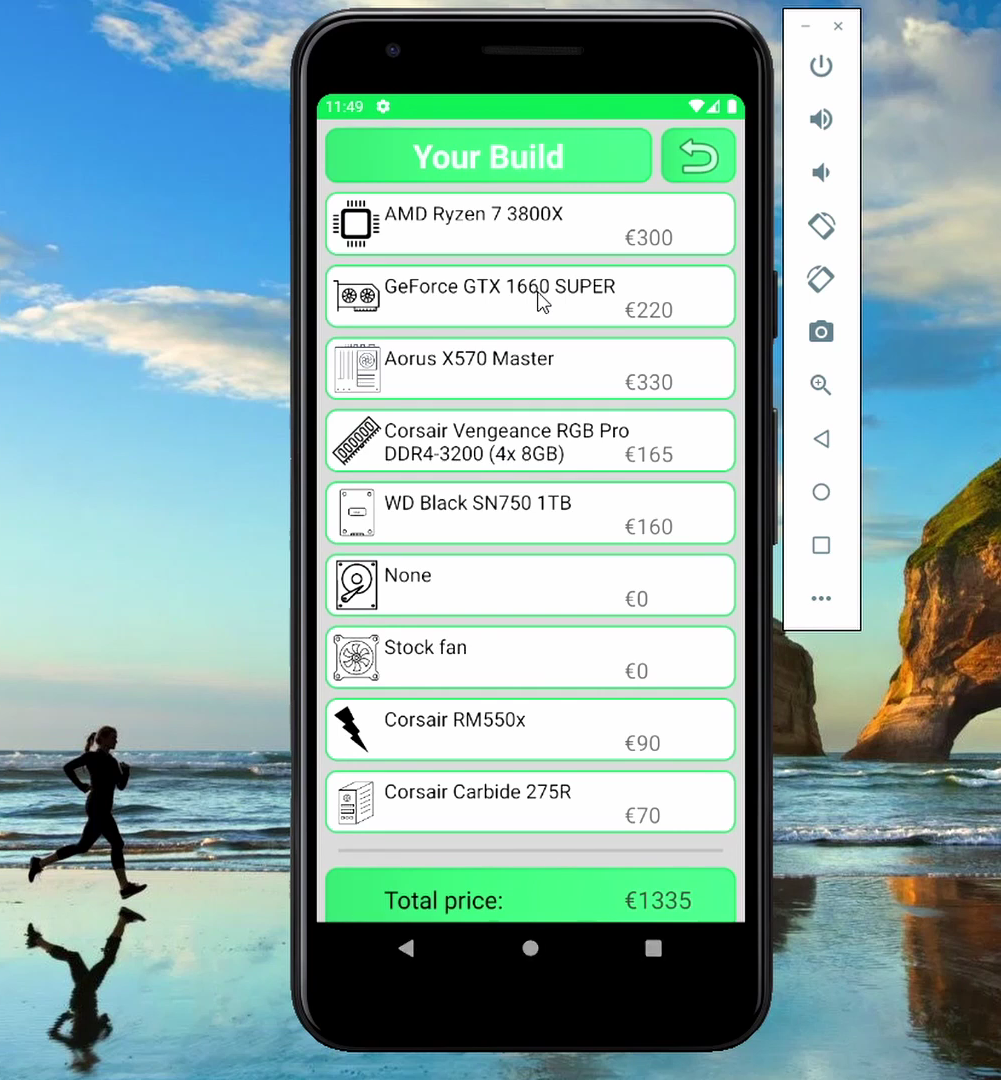 11:49
Your Build
AMD Ryzen 7 3800X
€300
GeForce GTX 1660 SUPER
€220
Aorus X570 Master
€330
Corsair Vengeance RGB Pro
DDR4-3200 (4x 8GB)
€165
WD Black SN750 1TB
€160
None
€0
Stock fan
€0
Corsair RM550x
€90
Corsair Carbide 275R
€70
Total price:
€1335